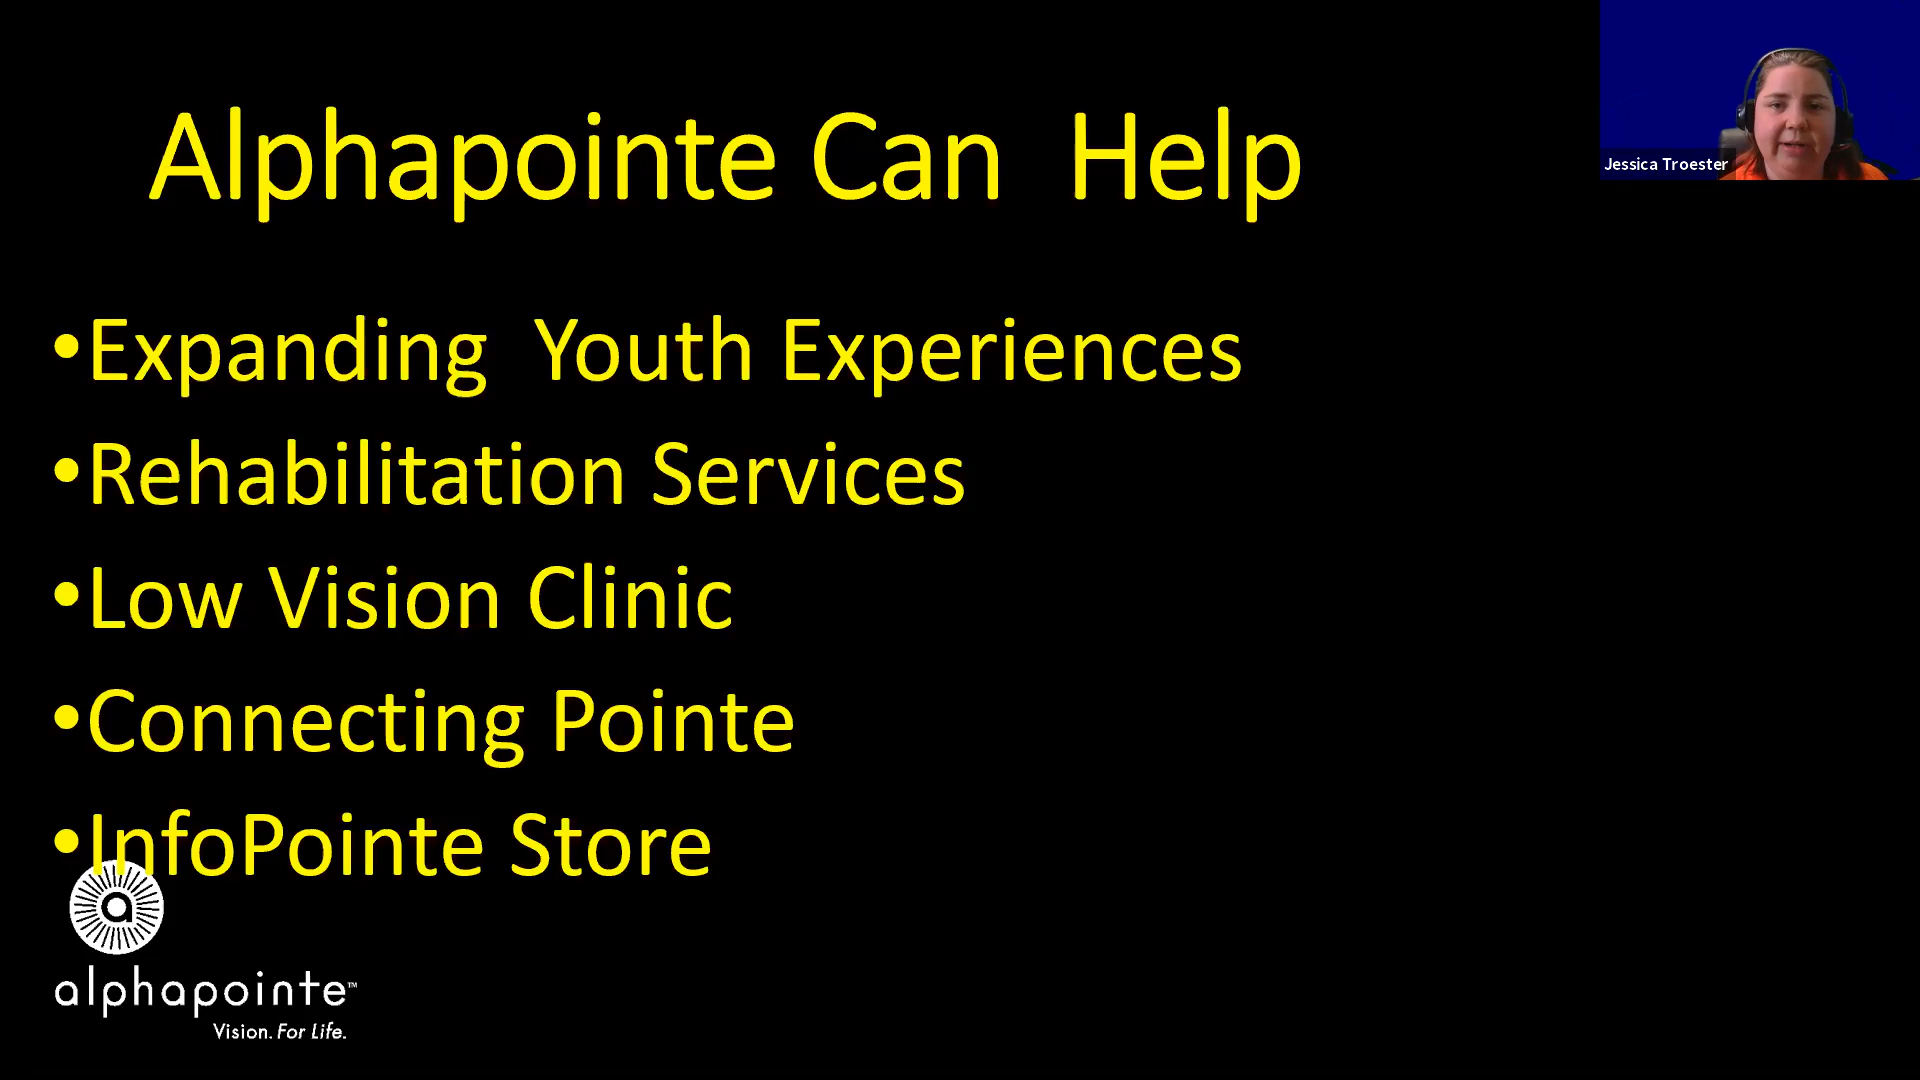 Alphapointe Can  Help
Jessica Troester
•Expanding  Youth Experiences
•Rehabilitation Services
•Low Vision Clinic
•Connecting Pointe
•InfoPointe Store
a
alphapointe™
Vision. For Life.